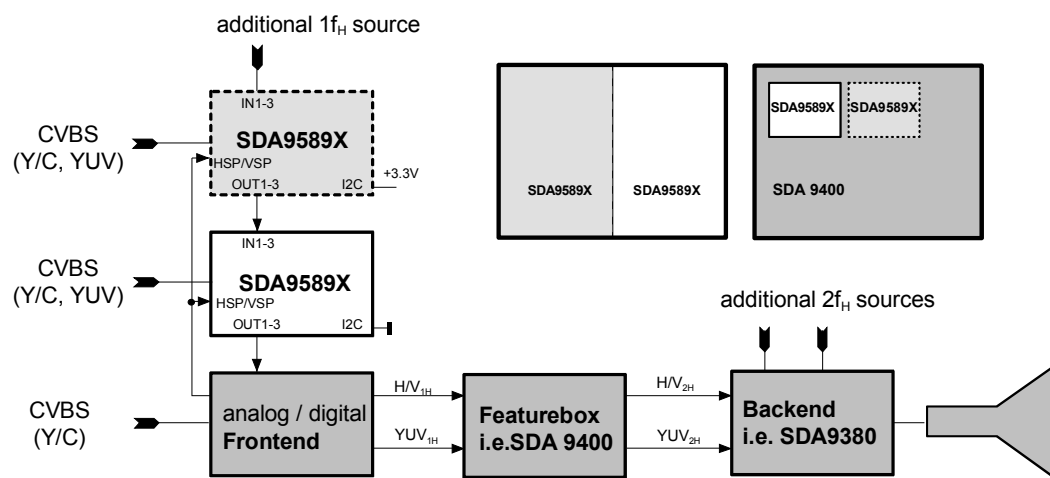 additional 1fH source
IN1-3
CVBS
(Y/C, YUV)
SDA9589X
HSP/VSP
OUT1-3
I2C
+3.3V
IN1-3
CVBS
(Y/C, YUV)
SDA9589X
HSP/VSP
OUT1-3
I2C
SDA9589X
SDA9589X
SDA9589X
SDA9589X
SDA 9400
additional 2fH sources
CVBS
(Y/C)
analog / digital
Frontend
H/V1H
YUV1H
Featurebox
i.e.SDA 9400
H/V2H
YUV2H
Backend
i.e. SDA9380